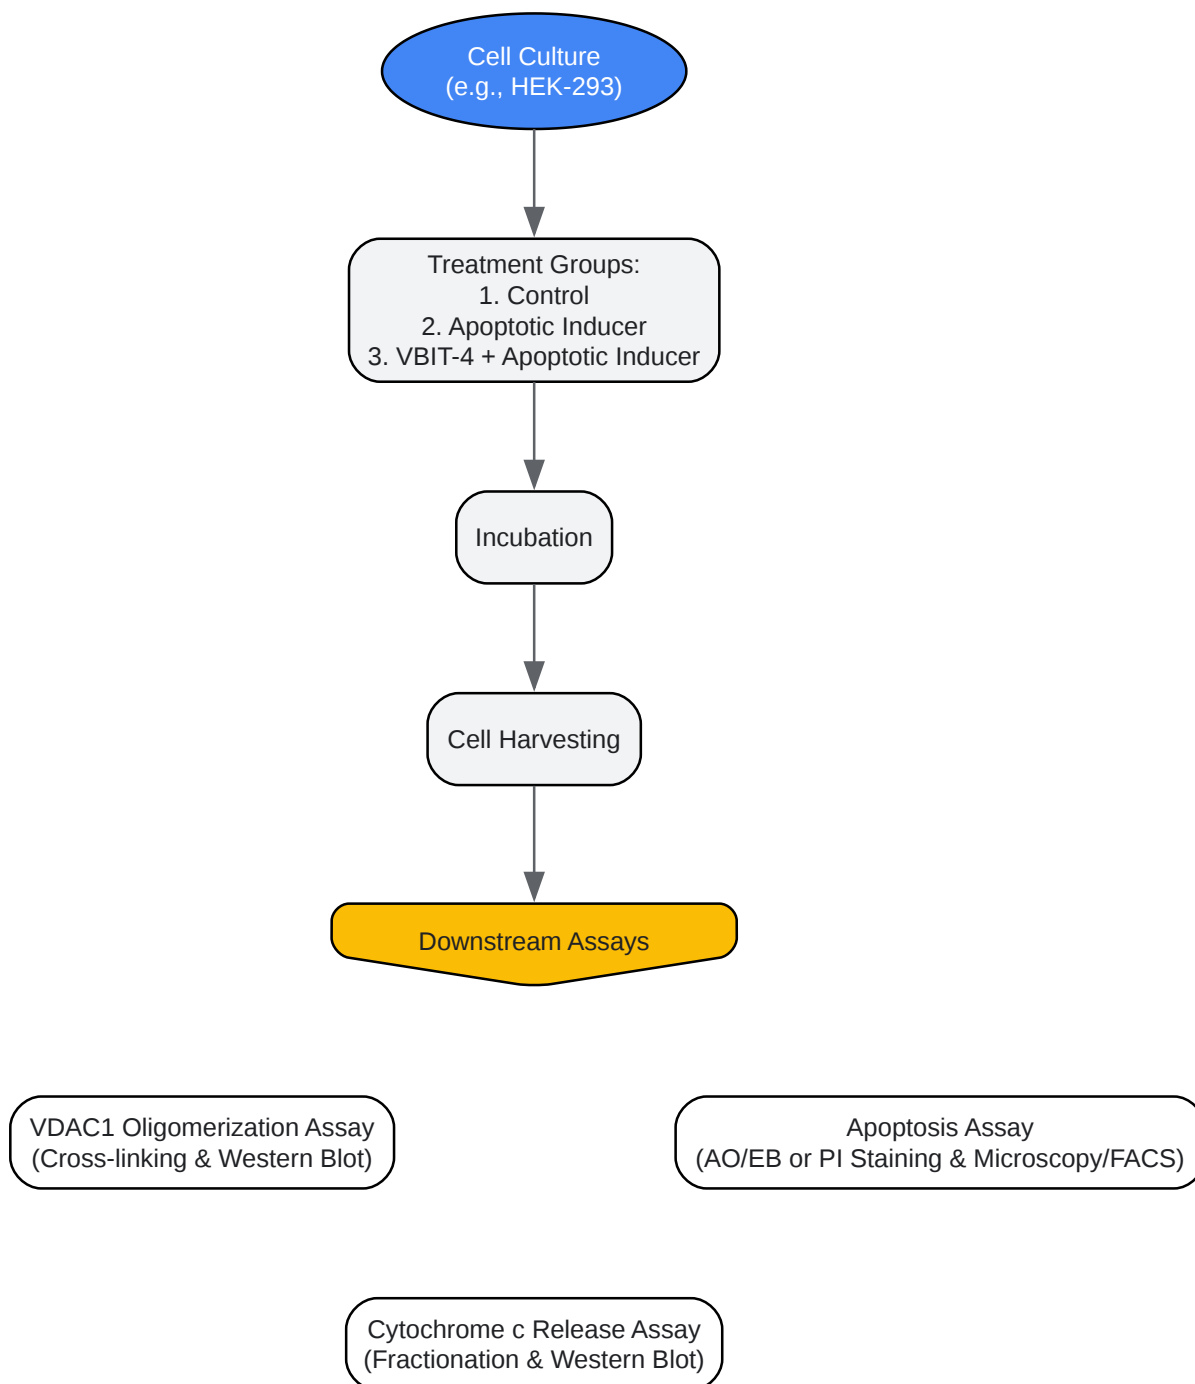 Cell Culture
(e.g., HEK-293)
Treatment Groups:
1. Control
2. Apoptotic Inducer
3. VBIT-4 + Apoptotic Inducer
Incubation
Cell Harvesting
Downstream Assays
VDAC1 Oligomerization Assay
(Cross-linking & Western Blot)
Apoptosis Assay
(AO/EB or PI Staining & Microscopy/FACS)
Cytochrome c Release Assay
(Fractionation & Western Blot)